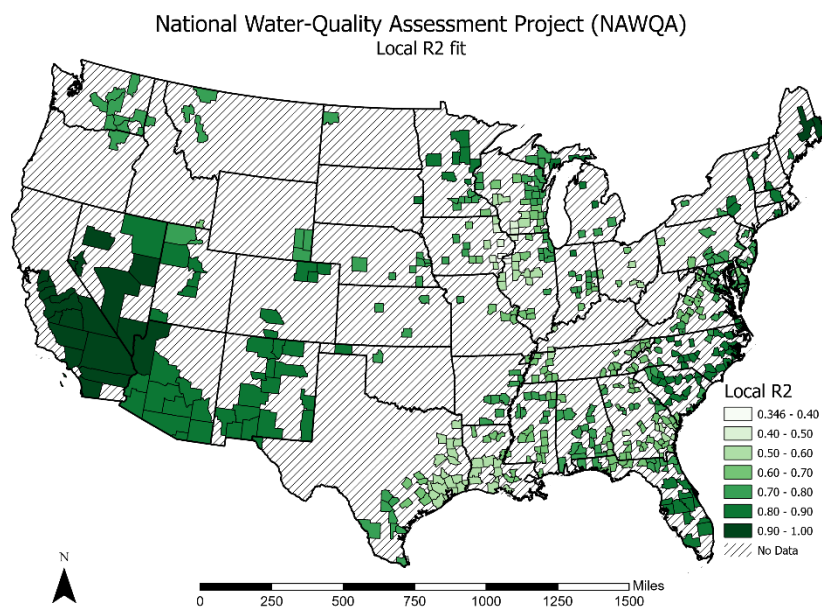 National Water-Quality Assessment Project (NAWQA)
Local R2 fit
Local R2
0.346 - 0.40
0.40 - 0.50
0.50 - 0.60
0.60 - 0.70
0.70 - 0.80
0.80 - 0.90
0.90 - 1.00
No Data
N
Miles
0 250 500 750 1000 1250 1500